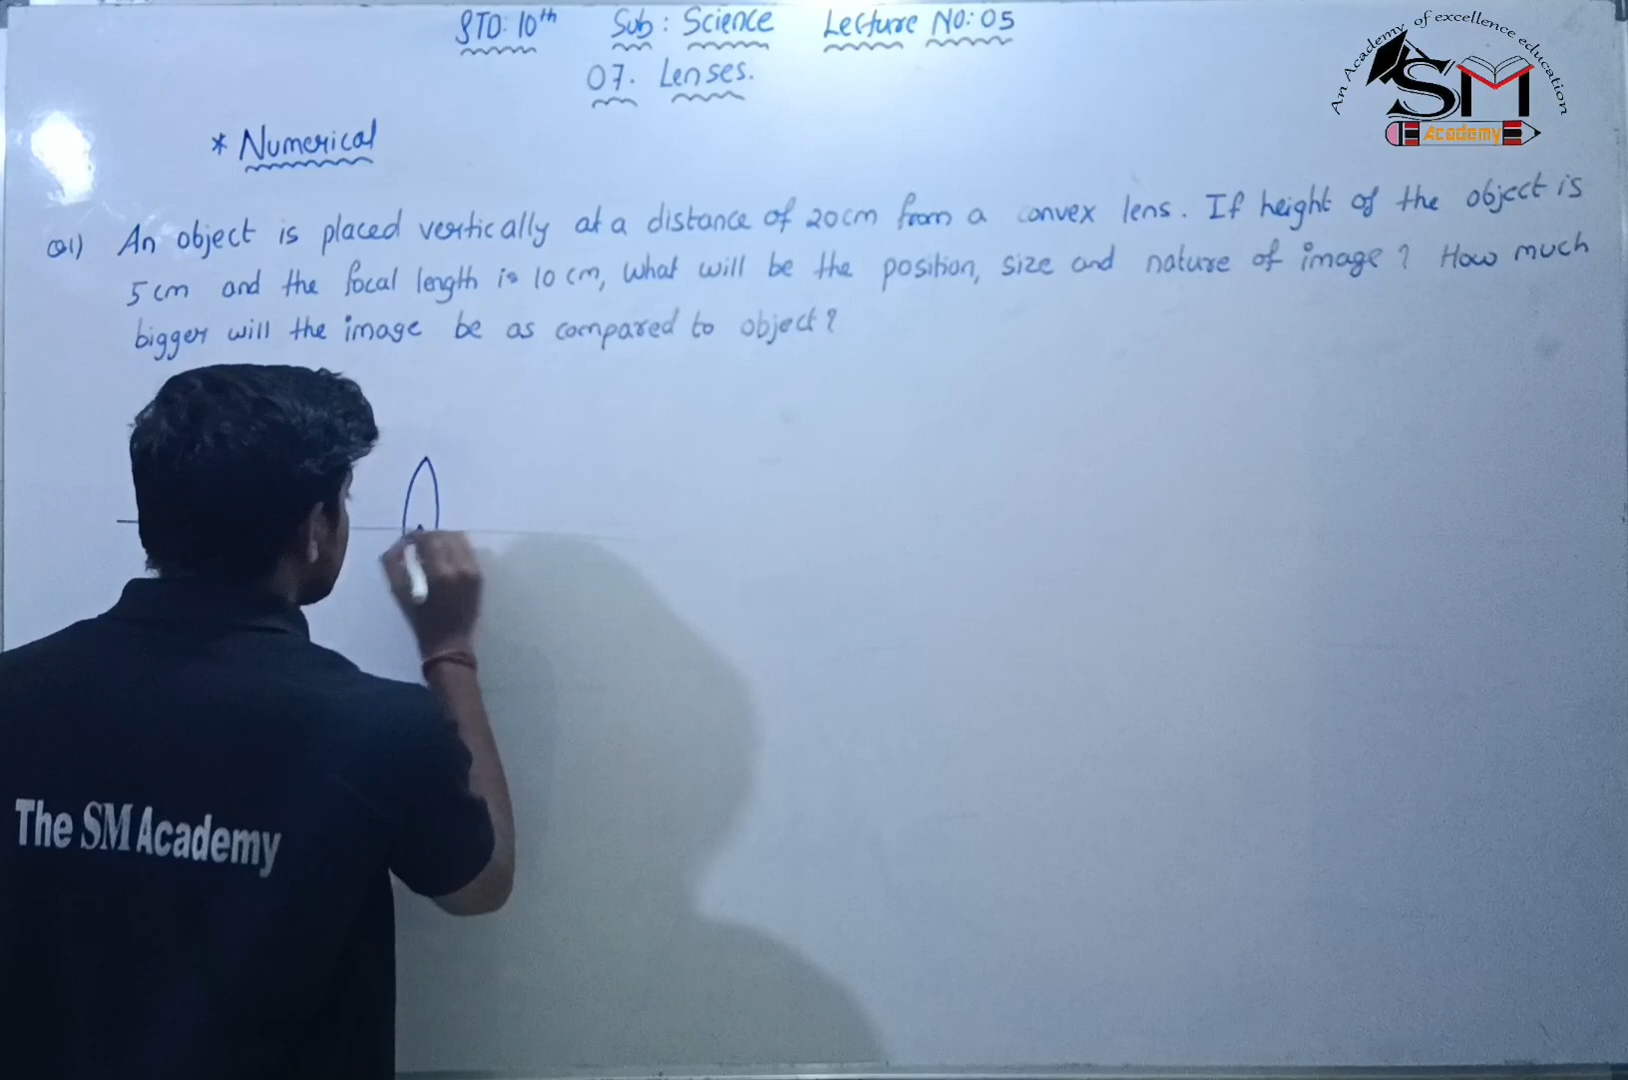 STD: 10th Sub: Science Lecture No: 05
07. Lenses.
An Academy of excellence education
SM
Academy
* Numerical
Q1) An object is placed vertically at a distance of 20cm from a convex lens. If height of the object is
5cm and the focal length is 10 cm, what will be the position, size and nature of image? How much
bigger will the image be as compared to object?
The SM Academy